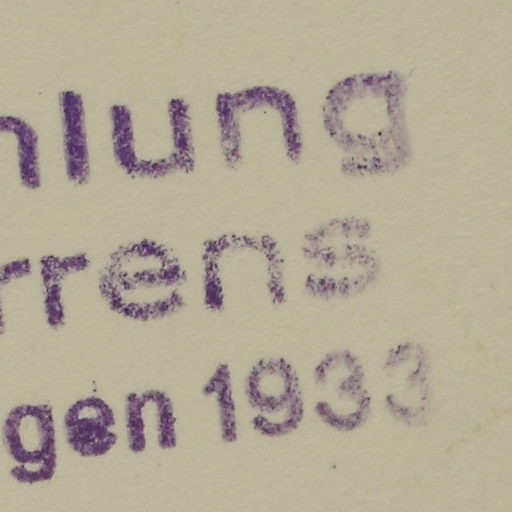 hlung
rrens
gen 1933